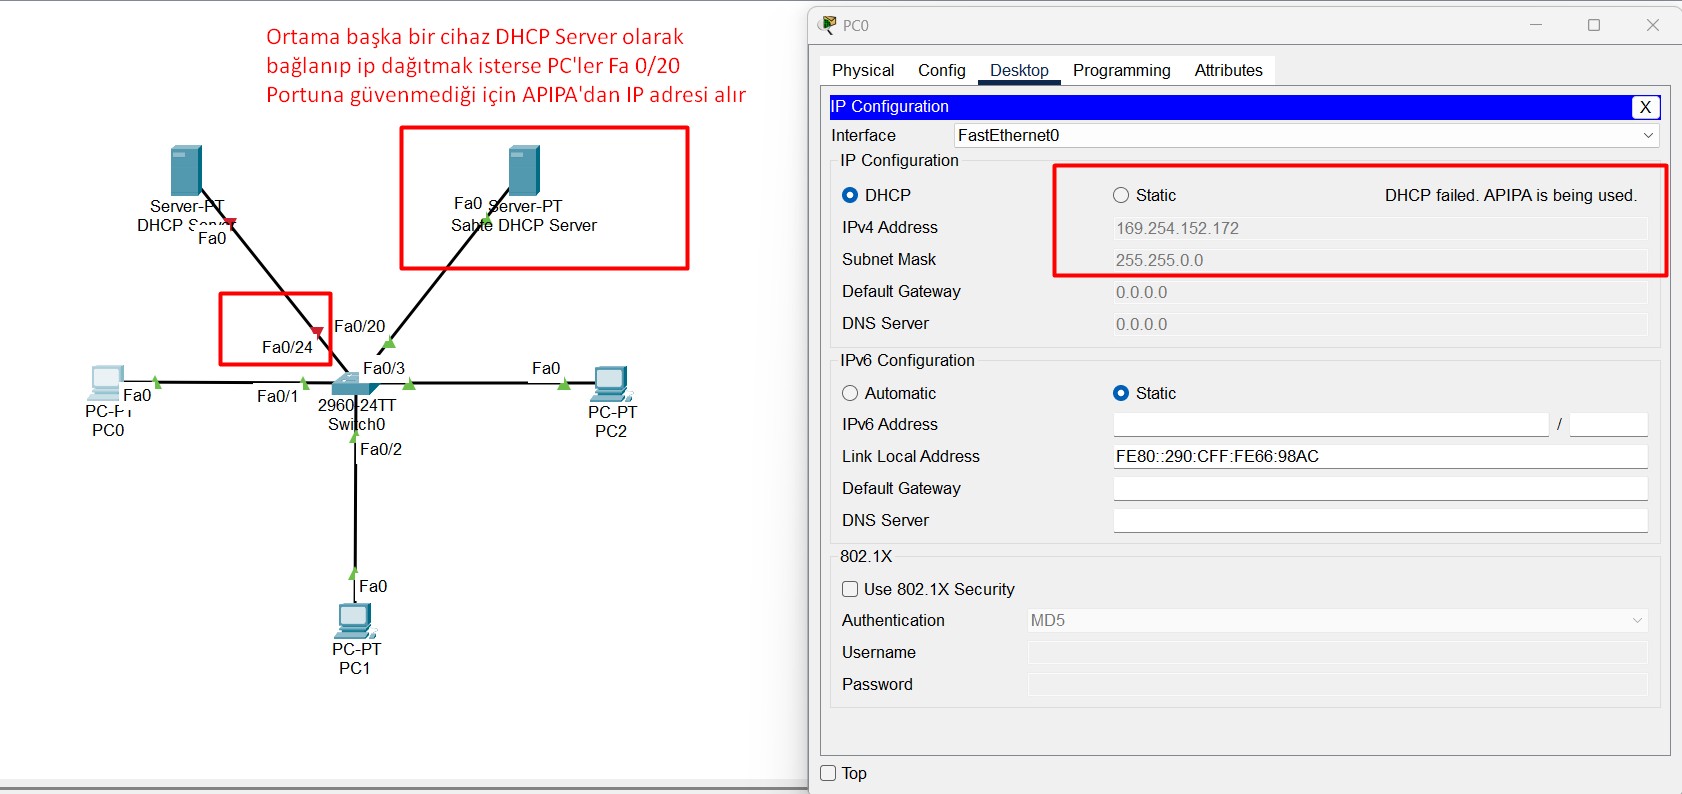 Ortama başka bir cihaz DHCP Server olarak
bağlanıp ip dağıtmak isterse PC'ler Fa 0/20
Portuna güvenmediği için APIPA'dan IP adresi alır
Server-PT
DHCP Server
Fa0
Fa0
Server-PT
Sahte DHCP Server
Fa0/24
Fa0/20
Fa0/3
Fa0
Fa0
Fa0/1
PC-PT
PC0
2960-24TT
Switch0
PC-PT
PC2
Fa0/2
Fa0
PC-PT
PC1
PC0
Physical Config Desktop Programming Attributes
IP Configuration X
Interface FastEthernet0
IP Configuration
DHCP Static DHCP failed. APIPA is being used.
IPv4 Address 169.254.152.172
Subnet Mask 255.255.0.0
Default Gateway 0.0.0.0
DNS Server 0.0.0.0
IPv6 Configuration
Automatic Static
IPv6 Address /
Link Local Address FE80::290:CFF:FE66:98AC
Default Gateway
DNS Server
802.1X
Use 802.1X Security
Authentication MD5
Username
Password
Top